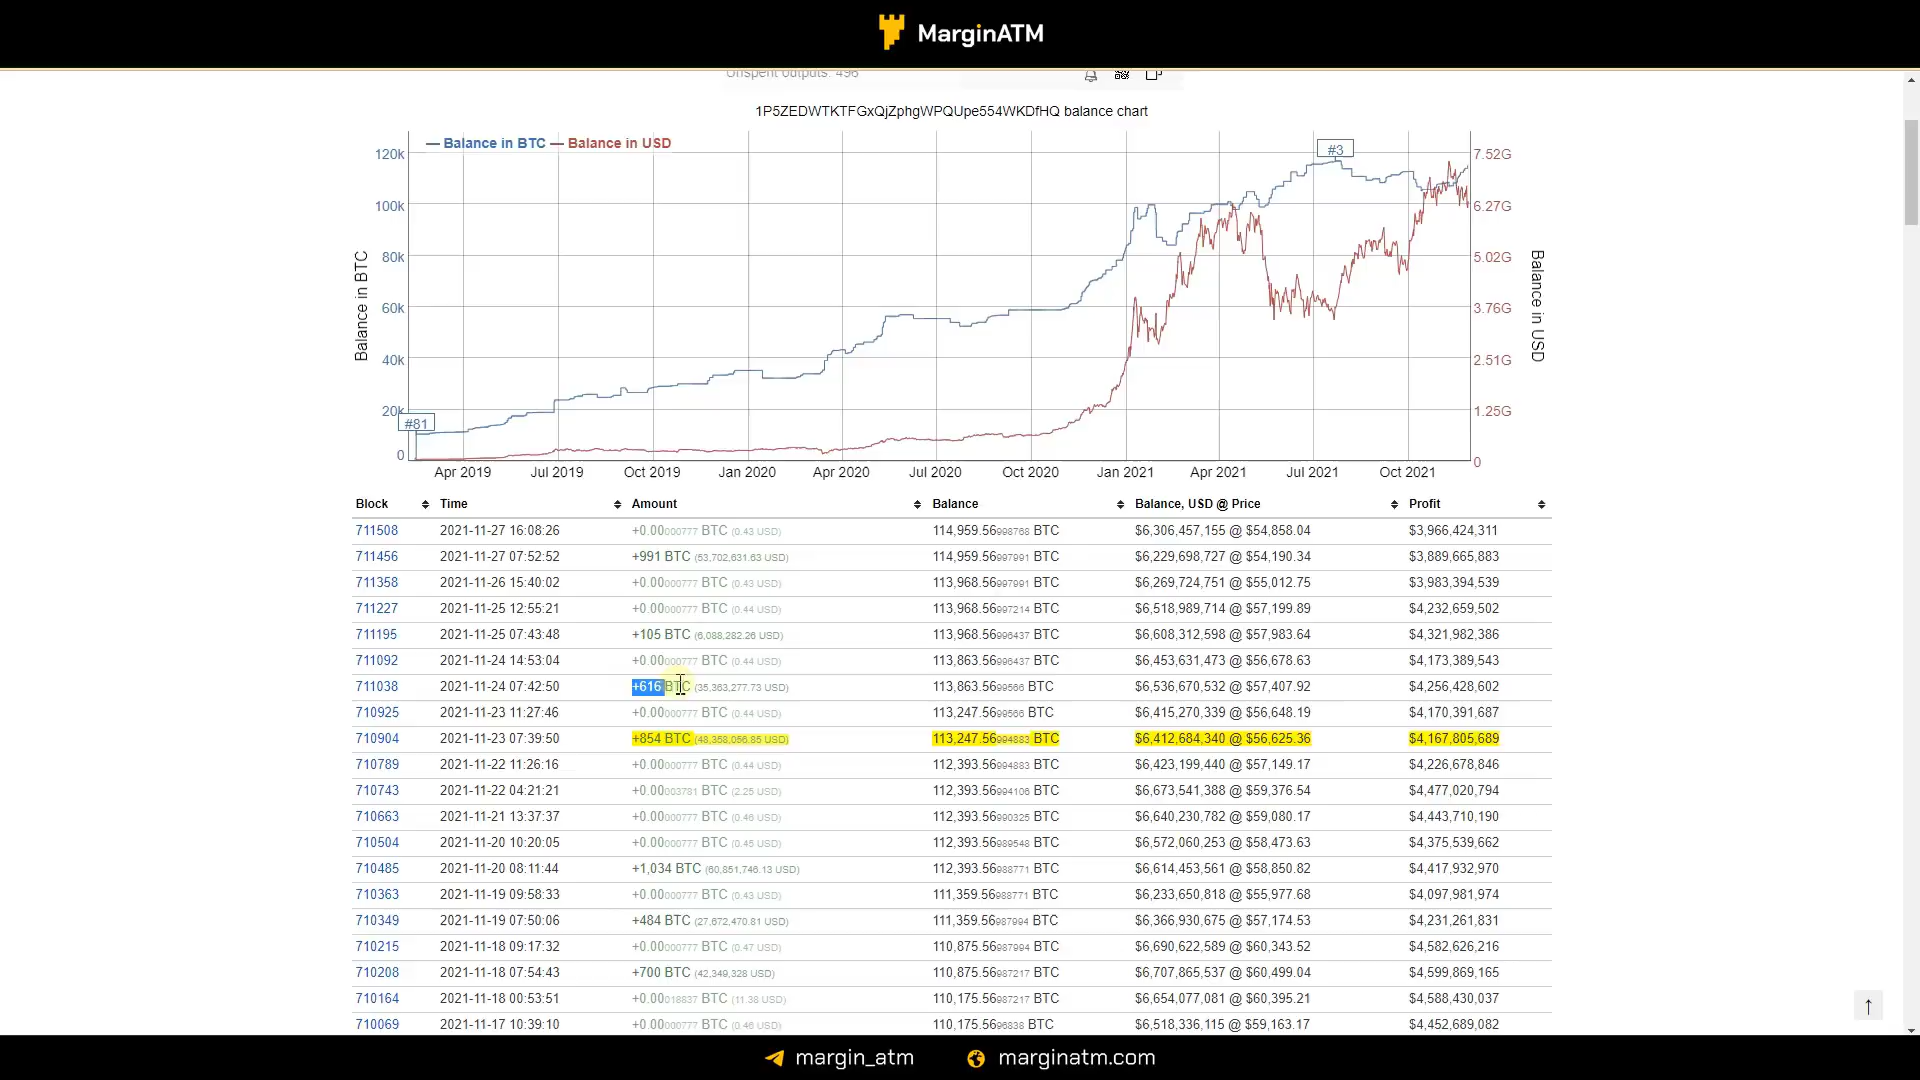 MarginATM
Unspent outputs: 496
1P5ZEDWTKTFGxQjZphgWPQUpe554WKDfHQ balance chart
Balance in BTC Balance in USD
#3
#81
120k
100k
80k
60k
40k
20k
0
Balance in BTC
7.52G
6.27G
5.02G
3.76G
2.51G
1.25G
0
Balance in USD
Apr 2019 Jul 2019 Oct 2019 Jan 2020 Apr 2020 Jul 2020 Oct 2020 Jan 2021 Apr 2021 Jul 2021 Oct 2021
Block Time Amount Balance Balance, USD @ Price Profit
711508 2021-11-27 16:08:26 +0.00000777 BTC (0.43 USD) 114,959.56998768 BTC $6,306,457,155 @ $54,858.04 $3,966,424,311
711456 2021-11-27 07:52:52 +991 BTC (53,702,631.63 USD) 114,959.56997991 BTC $6,229,698,727 @ $54,190.34 $3,889,665,883
711358 2021-11-26 15:40:02 +0.00000777 BTC (0.43 USD) 113,968.56997991 BTC $6,269,724,751 @ $55,012.75 $3,983,394,539
711227 2021-11-25 12:55:21 +0.00000777 BTC (0.44 USD) 113,968.56997214 BTC $6,518,989,714 @ $57,199.89 $4,232,659,502
711195 2021-11-25 07:43:48 +105 BTC (6,088,282.26 USD) 113,968.56996437 BTC $6,608,312,598 @ $57,983.64 $4,321,982,386
711092 2021-11-24 14:53:04 +0.00000777 BTC (0.44 USD) 113,863.56996437 BTC $6,453,631,473 @ $56,678.63 $4,173,389,543
711038 2021-11-24 07:42:50 +616 BTC (35,363,277.73 USD) 113,863.5699566 BTC $6,536,670,532 @ $57,407.92 $4,256,428,602
710925 2021-11-23 11:27:46 +0.00000777 BTC (0.44 USD) 113,247.5699566 BTC $6,415,270,339 @ $56,648.19 $4,170,391,687
710904 2021-11-23 07:39:50 +854 BTC (48,358,056.85 USD) 113,247.56994883 BTC $6,412,684,340 @ $56,625.36 $4,167,805,689
710789 2021-11-22 11:26:16 +0.00000777 BTC (0.44 USD) 112,393.56994883 BTC $6,423,199,440 @ $57,149.17 $4,226,678,846
710743 2021-11-22 04:21:21 +0.00003781 BTC (2.25 USD) 112,393.56994106 BTC $6,673,541,388 @ $59,376.54 $4,477,020,794
710663 2021-11-21 13:37:37 +0.00000777 BTC (0.46 USD) 112,393.56990325 BTC $6,640,230,782 @ $59,080.17 $4,443,710,190
710504 2021-11-20 10:20:05 +0.00000777 BTC (0.45 USD) 112,393.56989548 BTC $6,572,060,253 @ $58,473.63 $4,375,539,662
710485 2021-11-20 08:11:44 +1,034 BTC (60,851,746.13 USD) 112,393.56988771 BTC $6,614,453,561 @ $58,850.82 $4,417,932,970
710363 2021-11-19 09:58:33 +0.00000777 BTC (0.43 USD) 111,359.56988771 BTC $6,233,650,818 @ $55,977.68 $4,097,981,974
710349 2021-11-19 07:50:06 +484 BTC (27,672,470.81 USD) 111,359.56987994 BTC $6,366,930,675 @ $57,174.53 $4,231,261,831
710215 2021-11-18 09:17:32 +0.00000777 BTC (0.47 USD) 110,875.56987994 BTC $6,690,622,589 @ $60,343.52 $4,582,626,216
710208 2021-11-18 07:54:43 +700 BTC (42,349,328 USD) 110,875.56987217 BTC $6,707,865,537 @ $60,499.04 $4,599,869,165
710164 2021-11-18 00:53:51 +0.00018837 BTC (11.38 USD) 110,175.56987217 BTC $6,654,077,081 @ $60,395.21 $4,588,430,037
710069 2021-11-17 10:39:10 +0.00000777 BTC (0.46 USD) 110,175.5696838 BTC $6,518,336,115 @ $59,163.17 $4,452,689,082
margin_atm marginatm.com